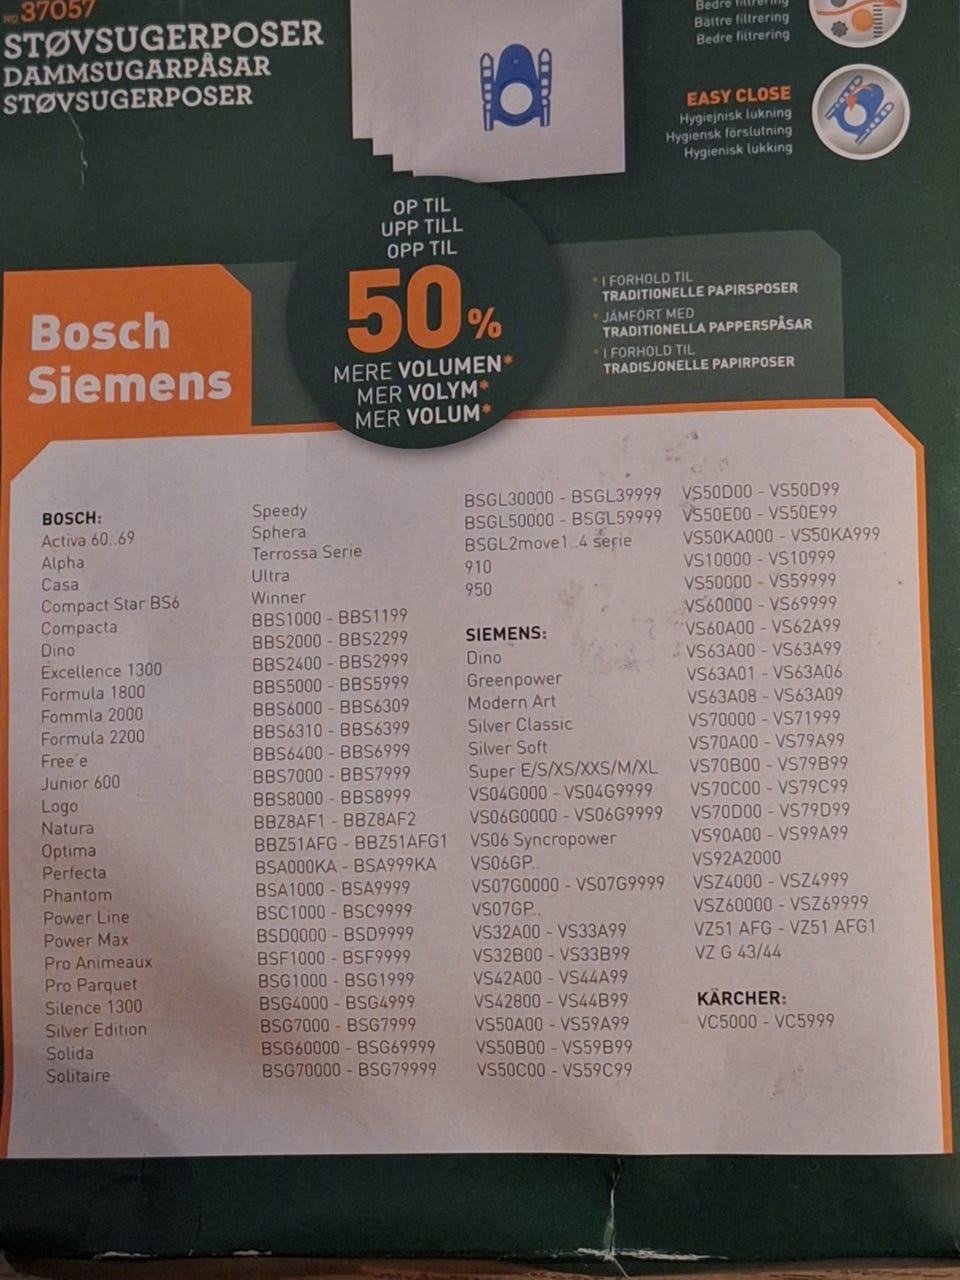 NO 37057
STØVSUGERPOSER
DAMMSUGARPÅSAR
STØVSUGERPOSER
Bedre filtrering
Bättre filtrering
Bedre filtrering
EASY CLOSE
Hygiejnisk lukning
Hygiensk förslutning
Hygienisk lukking
OP TIL
UPP TILL
OPP TIL
50%
MERE VOLUMEN*
MER VOLYM*
MER VOLUM*
* I FORHOLD TIL
TRADITIONELLE PAPIRSPOSER
* JÄMFÖRT MED
TRADITIONELLA PAPPERSPÅSAR
* I FORHOLD TIL
TRADISJONELLE PAPIRPOSER
Bosch
Siemens
BOSCH:
Activa 60..69
Alpha
Casa
Compact Star BS6
Compacta
Dino
Excellence 1300
Formula 1800
Fommla 2000
Formula 2200
Free'e
Junior 600
Logo
Natura
Optima
Perfecta
Phantom
Power Line
Power Max
Pro Animeaux
Pro Parquet
Silence 1300
Silver Edition
Solida
Solitaire
Speedy
Sphera
Terrossa Serie
Ultra
Winner
BBS1000 - BBS1199
BBS2000 - BBS2299
BBS2400 - BBS2999
BBS5000 - BBS5999
BBS6000 - BBS6309
BBS6310 - BBS6399
BBS6400 - BBS6999
BBS7000 - BBS7999
BBS8000 - BBS8999
BBZ8AF1 - BBZ8AF2
BBZ51AFG - BBZ51AFG1
BSA000KA - BSA999KA
BSA1000 - BSA9999
BSC1000 - BSC9999
BSD0000 - BSD9999
BSF1000 - BSF9999
BSG1000 - BSG1999
BSG4000 - BSG4999
BSG7000 - BSG7999
BSG60000 - BSG69999
BSG70000 - BSG79999
BSGL30000 - BSGL39999
BSGL50000 - BSGL59999
BSGL2move1..4 serie
910
950
SIEMENS:
Dino
Greenpower
Modern Art
Silver Classic
Silver Soft
Super E/S/XS/XXS/M/XL
VS04G000 - VS04G9999
VS06G0000 - VS06G9999
VS06 Syncropower
VS06GP..
VS07G0000 - VS07G9999
VS07GP..
VS32A00 - VS33A99
VS32B00 - VS33B99
VS42A00 - VS44A99
VS42800 - VS44B99
VS50A00 - VS59A99
VS50B00 - VS59B99
VS50C00 - VS59C99
VS50D00 - VS50D99
VS50E00 - VS50E99
VS50KA000 - VS50KA999
VS10000 - VS10999
VS50000 - VS59999
VS60000 - VS69999
VS60A00 - VS62A99
VS63A00 - VS63A99
VS63A01 - VS63A06
VS63A08 - VS63A09
VS70000 - VS71999
VS70A00 - VS79A99
VS70B00 - VS79B99
VS70C00 - VS79C99
VS70D00 - VS79D99
VS90A00 - VS99A99
VS92A2000
VSZ4000 - VSZ4999
VSZ60000 - VSZ69999
VZ51 AFG - VZ51 AFG1
VZ G 43/44
KÄRCHER:
VC5000 - VC5999